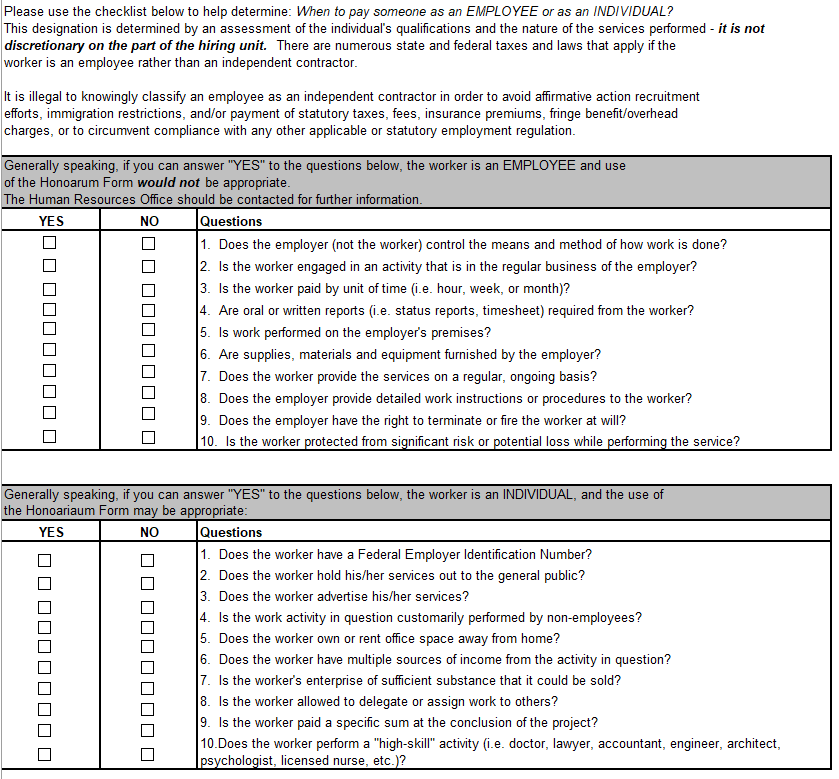 Please use the checklist below to help determine: When to pay someone as an EMPLOYEE or as an INDIVIDUAL?
This designation is determined by an assessment of the individual's qualifications and the nature of the services performed - it is not
discretionary on the part of the hiring unit. There are numerous state and federal taxes and laws that apply if the
worker is an employee rather than an independent contractor.
It is illegal to knowingly classify an employee as an independent contractor in order to avoid affirmative action recruitment
efforts, immigration restrictions, and/or payment of statutory taxes, fees, insurance premiums, fringe benefit/overhead
charges, or to circumvent compliance with any other applicable or statutory employment regulation.
Generally speaking, if you can answer "YES" to the questions below, the worker is an EMPLOYEE and use
of the Honoarum Form would not be appropriate.
The Human Resources Office should be contacted for further information.
YES NO Questions
1. Does the employer (not the worker) control the means and method of how work is done?
2. Is the worker engaged in an activity that is in the regular business of the employer?
3. Is the worker paid by unit of time (i.e. hour, week, or month)?
4. Are oral or written reports (i.e. status reports, timesheet) required from the worker?
5. Is work performed on the employer's premises?
6. Are supplies, materials and equipment furnished by the employer?
7. Does the worker provide the services on a regular, ongoing basis?
8. Does the employer provide detailed work instructions or procedures to the worker?
9. Does the employer have the right to terminate or fire the worker at will?
10. Is the worker protected from significant risk or potential loss while performing the service?
Generally speaking, if you can answer "YES" to the questions below, the worker is an INDIVIDUAL, and the use of
the Honoariaum Form may be appropriate:
YES NO Questions
1. Does the worker have a Federal Employer Identification Number?
2. Does the worker hold his/her services out to the general public?
3. Does the worker advertise his/her services?
4. Is the work activity in question customarily performed by non-employees?
5. Does the worker own or rent office space away from home?
6. Does the worker have multiple sources of income from the activity in question?
7. Is the worker's enterprise of sufficient substance that it could be sold?
8. Is the worker allowed to delegate or assign work to others?
9. Is the worker paid a specific sum at the conclusion of the project?
10.Does the worker perform a "high-skill" activity (i.e. doctor, lawyer, accountant, engineer, architect,
psychologist, licensed nurse, etc.)?